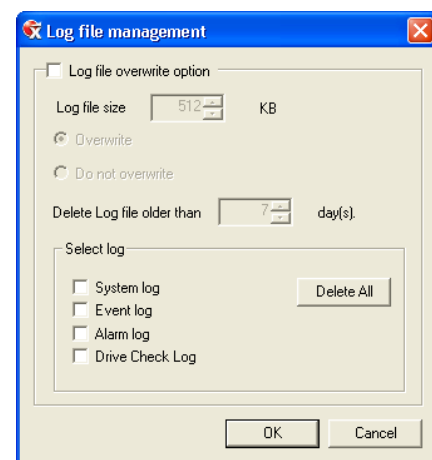 Log file management
Log file overwrite option
Log file size 512 KB
Overwrite
Do not overwrite
Delete Log file older than 7 day(s).
Select log
System log
Delete All
Event log
Alarm log
Drive Check Log
OK Cancel